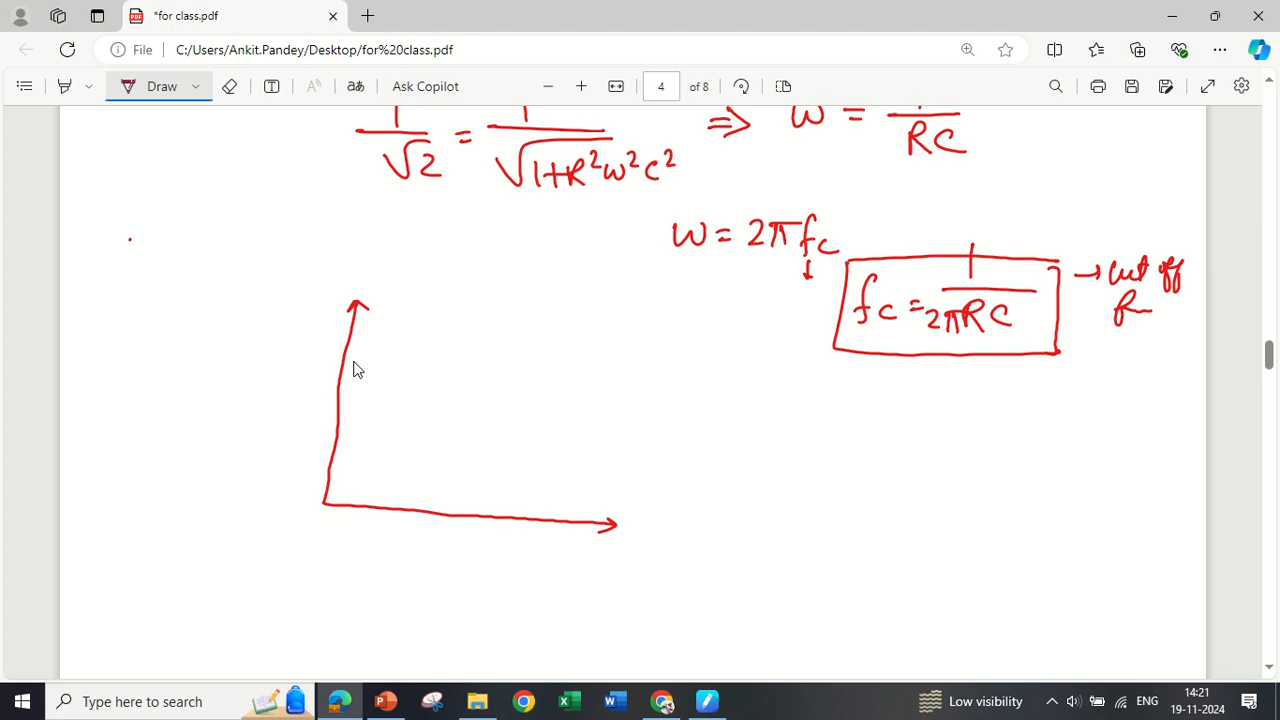 *for class.pdf
File C:/Users/Ankit.Pandey/Desktop/for%20class.pdf
Draw Ask Copilot 4 of 8
1/√2 = 1/√1+R²w²c² ⇒ w = 1/RC
w = 2πfc
fc = 1/2πRC → cut off
Type here to search Low visibility ENG 14:21
19-11-2024